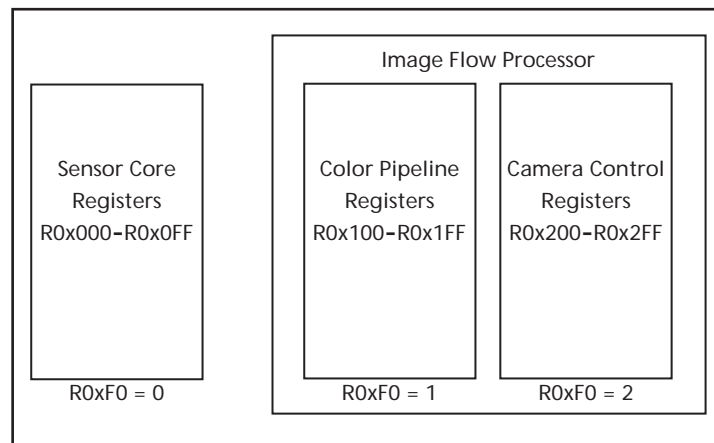 Image Flow Processor
Sensor Core
Registers
R0x000–R0x0FF
R0xF0 = 0
Color Pipeline
Registers
R0x100–R0x1FF
R0xF0 = 1
Camera Control
Registers
R0x200–R0x2FF
R0xF0 = 2